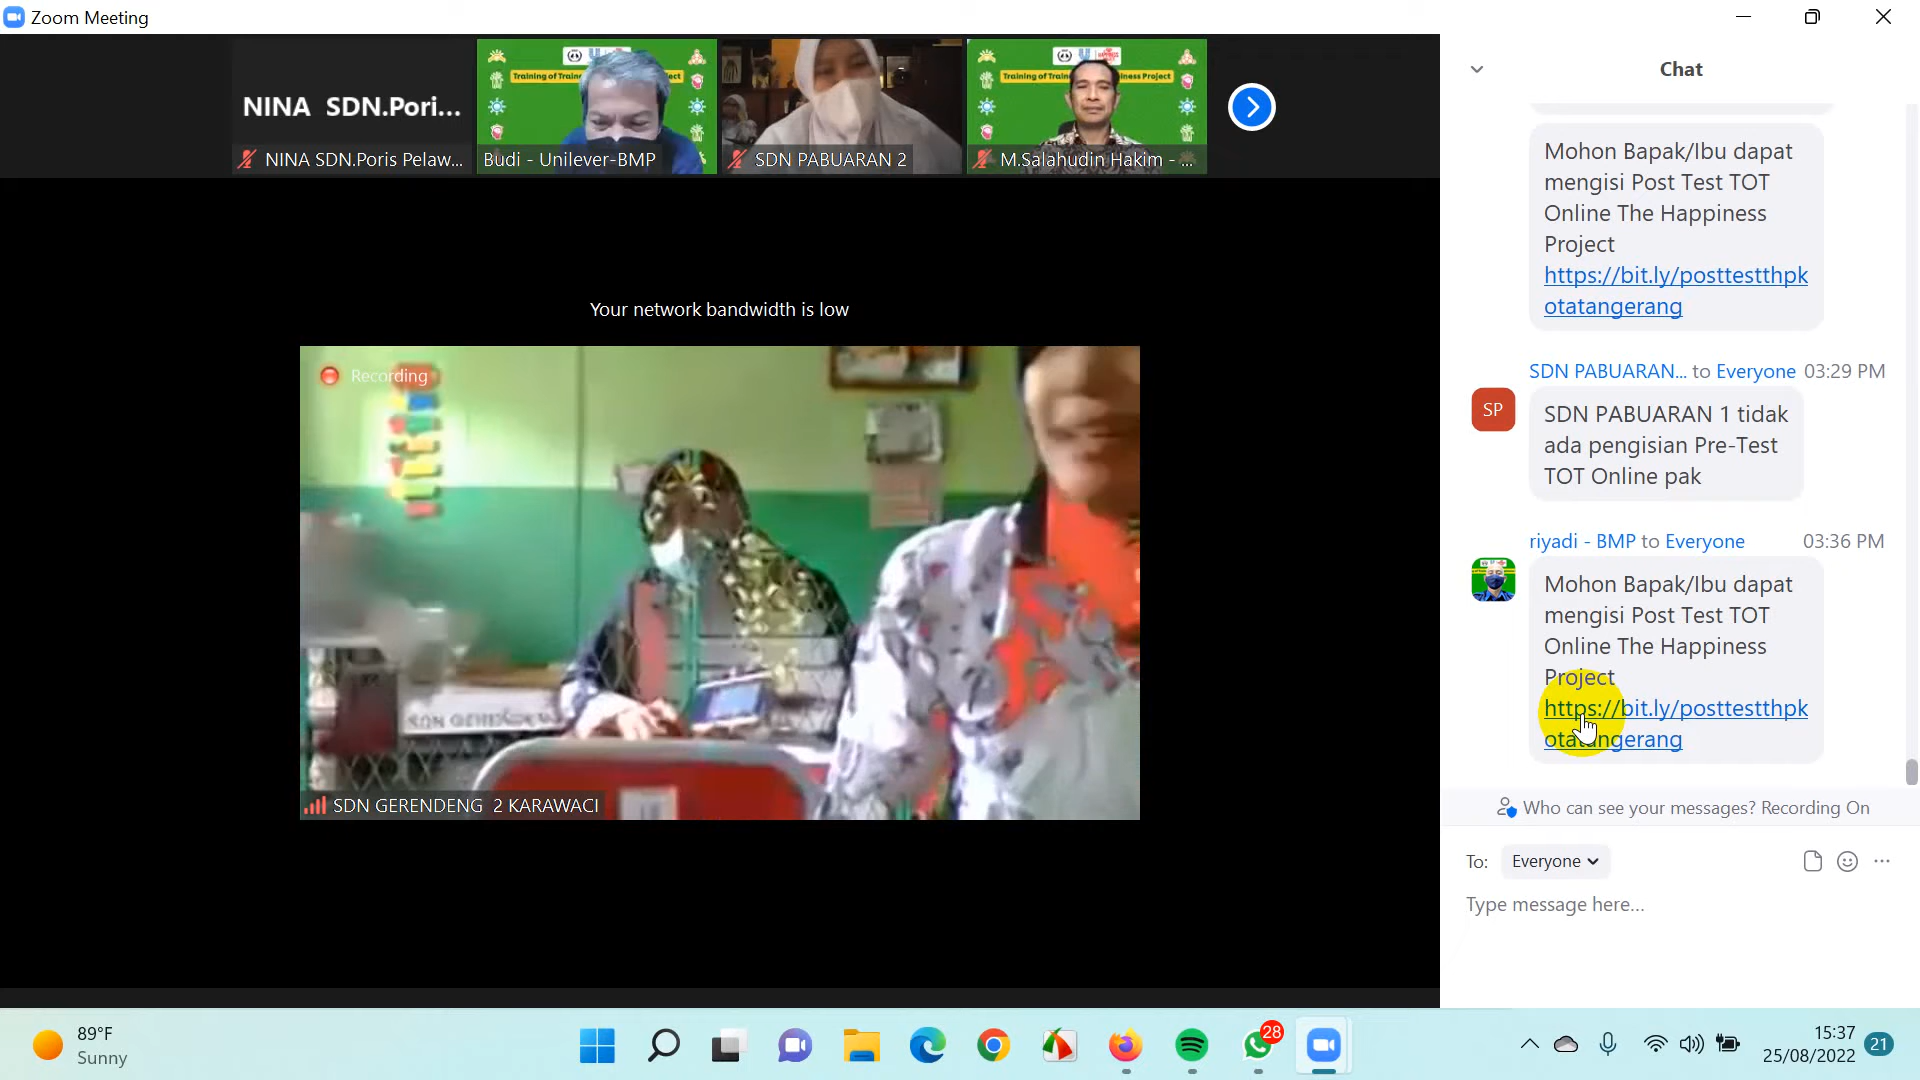 Zoom Meeting
NINA SDN.Pori...
NINA SDN.Poris Pelaw...
Budi - Unilever-BMP
SDN PABUARAN 2
M.Salahudin Hakim - ...
Your network bandwidth is low
Recording
SDN GERENDENG 2 KARAWACI
Chat
Mohon Bapak/Ibu dapat
mengisi Post Test TOT
Online The Happiness
Project
https://bit.ly/posttestthpk
otatangerang
SDN PABUARAN... to Everyone 03:29 PM
SP
SDN PABUARAN 1 tidak
ada pengisian Pre-Test
TOT Online pak
riyadi - BMP to Everyone 03:36 PM
Mohon Bapak/Ibu dapat
mengisi Post Test TOT
Online The Happiness
Project
https://bit.ly/posttestthpk
otatangerang
Who can see your messages? Recording On
To: Everyone
Type message here...
89°F
Sunny
28
15:37
25/08/2022
21